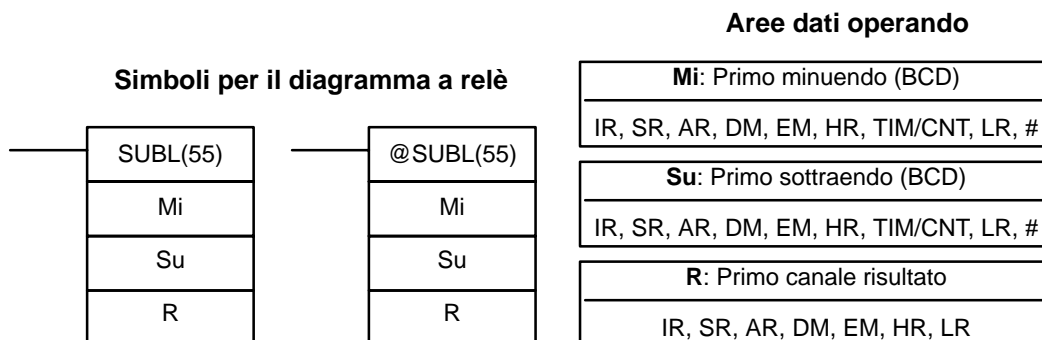 Aree dati operando
Simboli per il diagramma a relè
SUBL(55)
Mi
Su
R
@SUBL(55)
Mi
Su
R
Mi: Primo minuendo (BCD)
IR, SR, AR, DM, EM, HR, TIM/CNT, LR, #
Su: Primo sottraendo (BCD)
IR, SR, AR, DM, EM, HR, TIM/CNT, LR, #
R: Primo canale risultato
IR, SR, AR, DM, EM, HR, LR